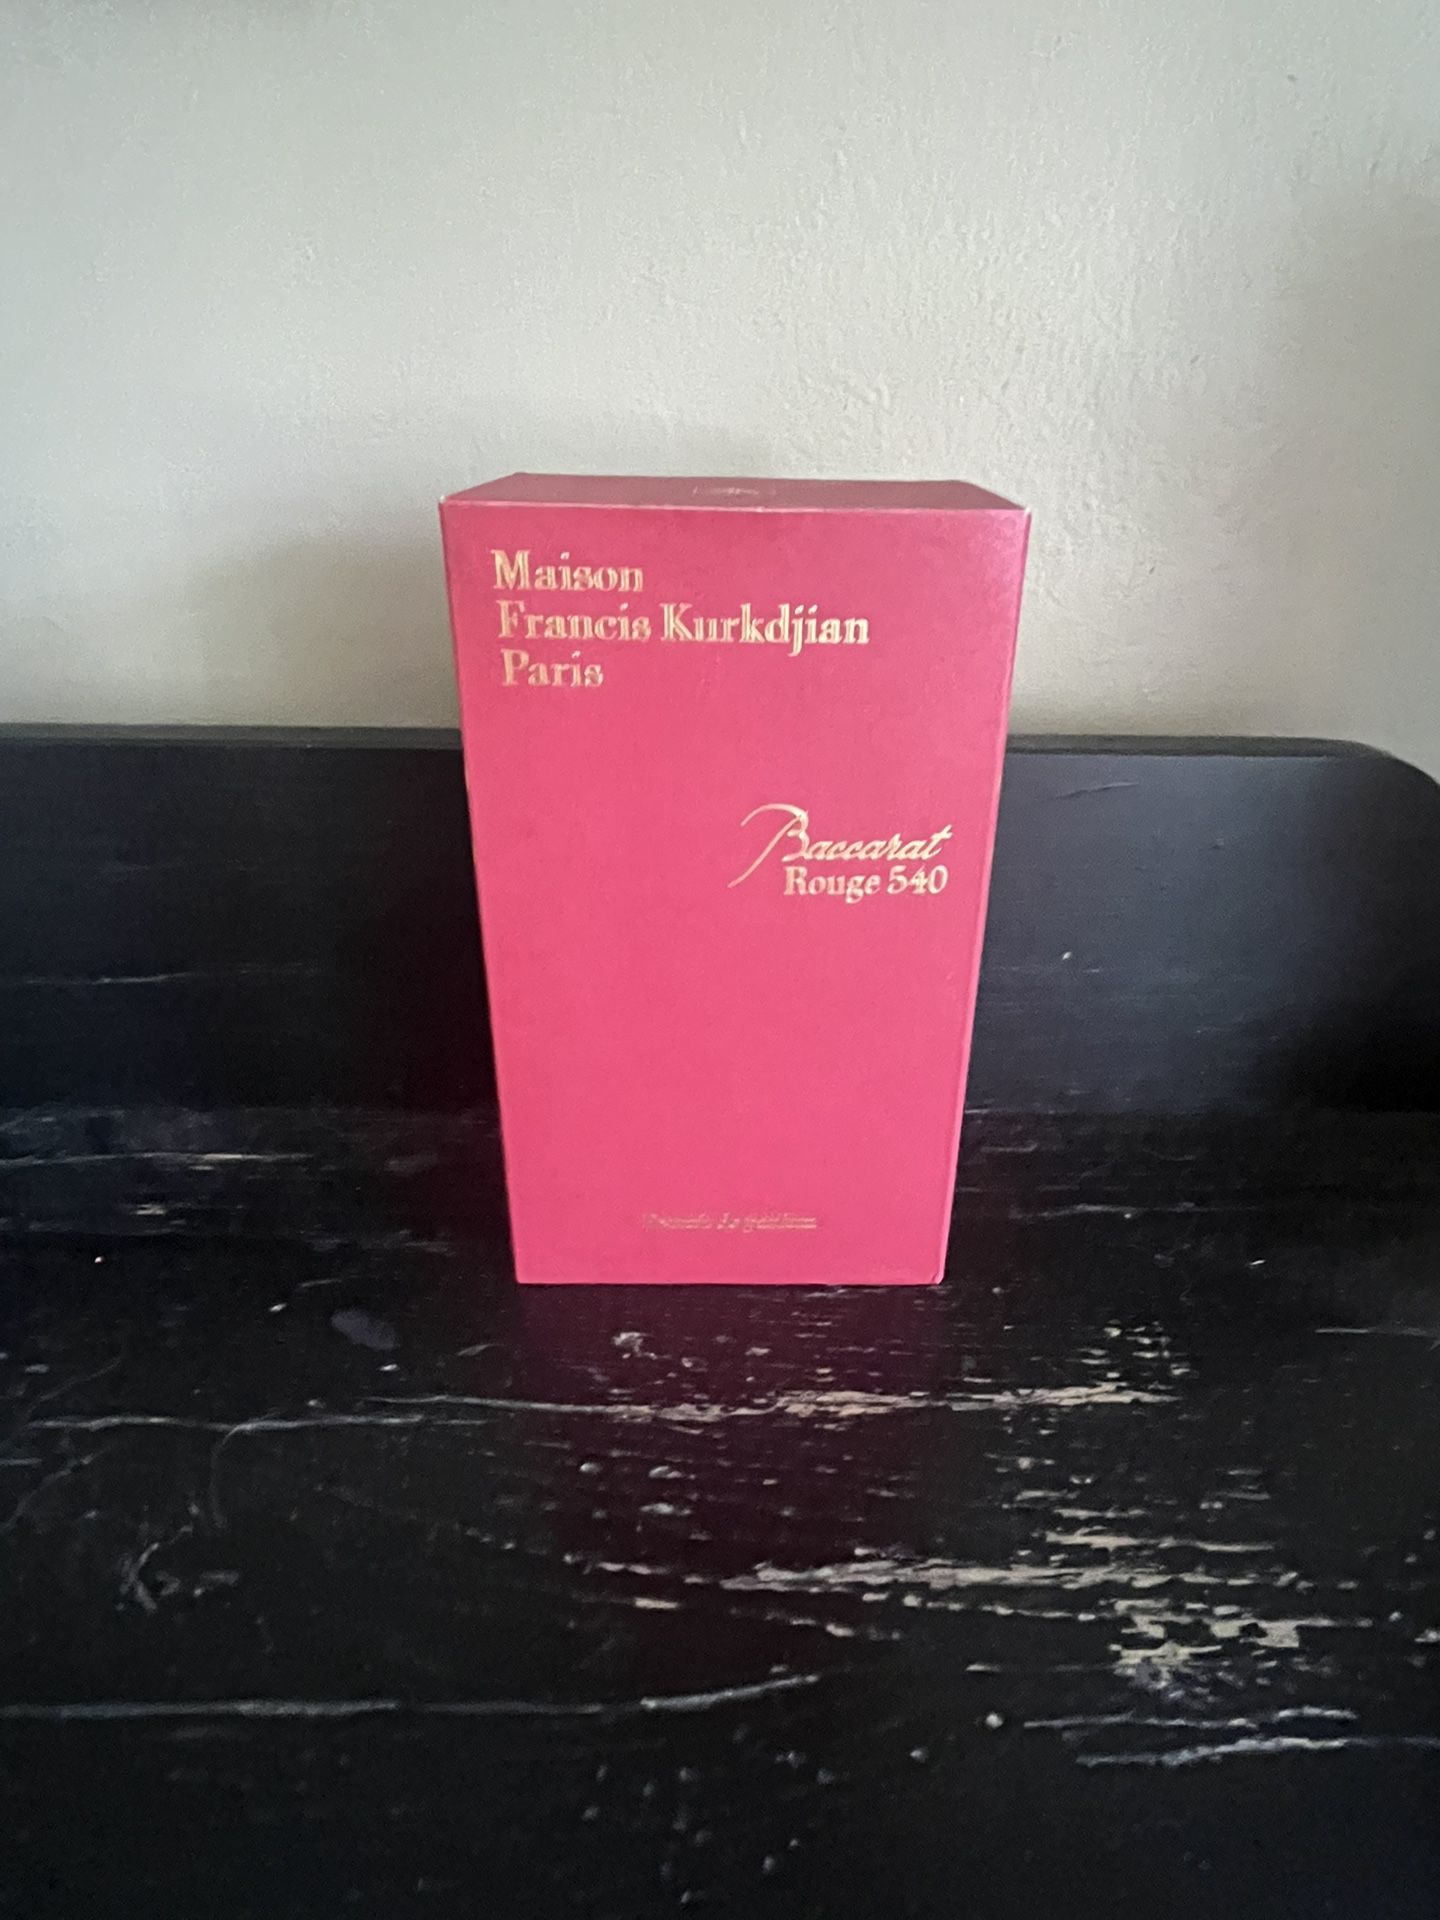 Maison
Francis Kurkdjian
Paris
Baccarat
Rouge 540